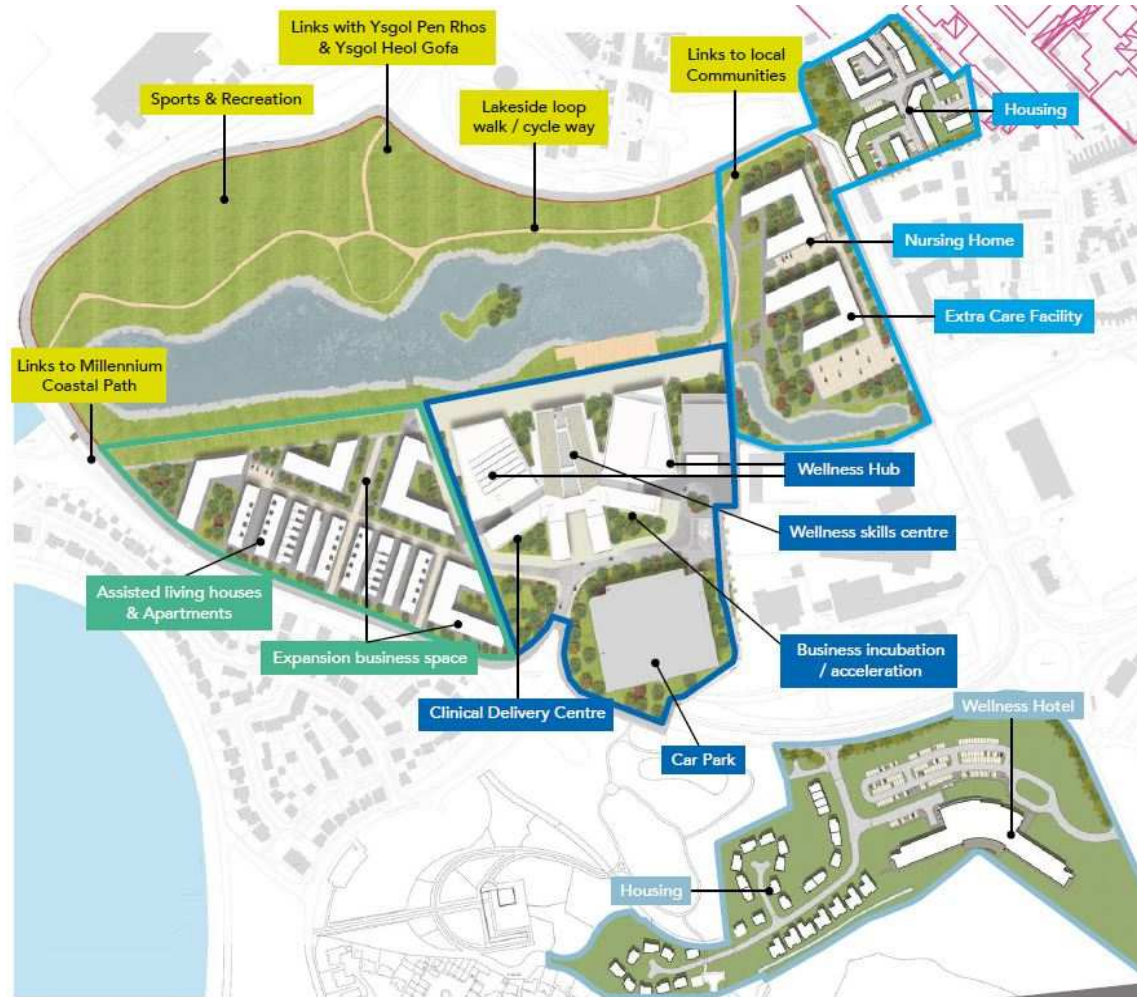 Links with Ysgol Pen Rhos
& Ysgol Heol Gofa
Links to local
Communities
Sports & Recreation
Lakeside loop
walk / cycle way
Housing
Nursing Home
Extra Care Facility
Links to Millennium
Coastal Path
Wellness Hub
Wellness skills centre
Assisted living houses
& Apartments
Expansion business space
Business incubation
/ acceleration
Clinical Delivery Centre
Car Park
Wellness Hotel
Housing